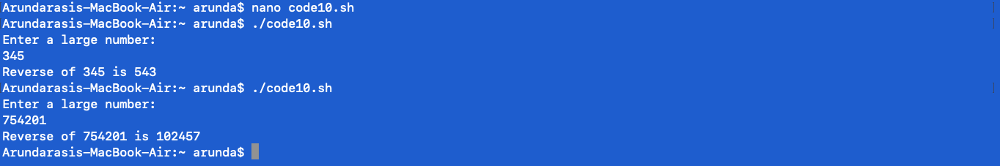 Arundarasis-MacBook-Air:~ arunda$ nano code10.sh
Arundarasis-MacBook-Air:~ arunda$ ./code10.sh
Enter a large number:
345
Reverse of 345 is 543
Arundarasis-MacBook-Air:~ arunda$ ./code10.sh
Enter a large number:
754201
Reverse of 754201 is 102457
Arundarasis-MacBook-Air:~ arunda$